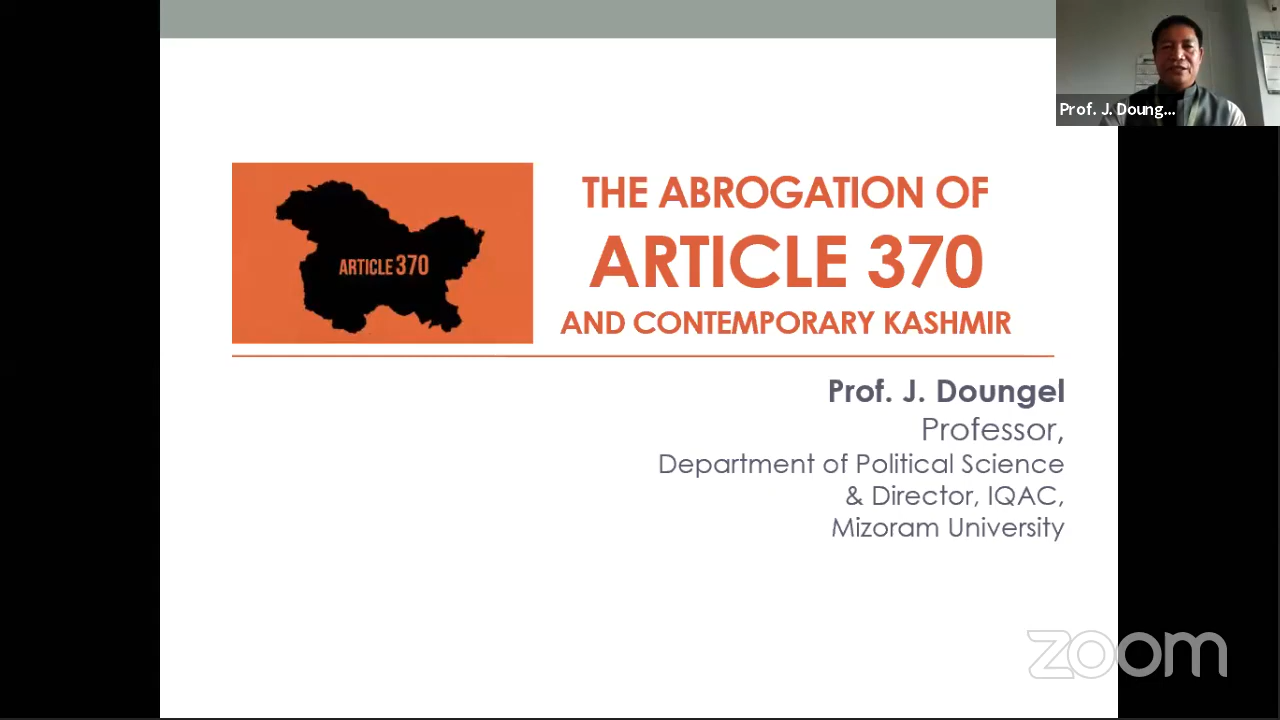 Prof. J. Doung...
ARTICLE 370
THE ABROGATION OF
ARTICLE 370
AND CONTEMPORARY KASHMIR
Prof. J. Doungel
Professor,
Department of Political Science
& Director, IQAC,
Mizoram University
zoom